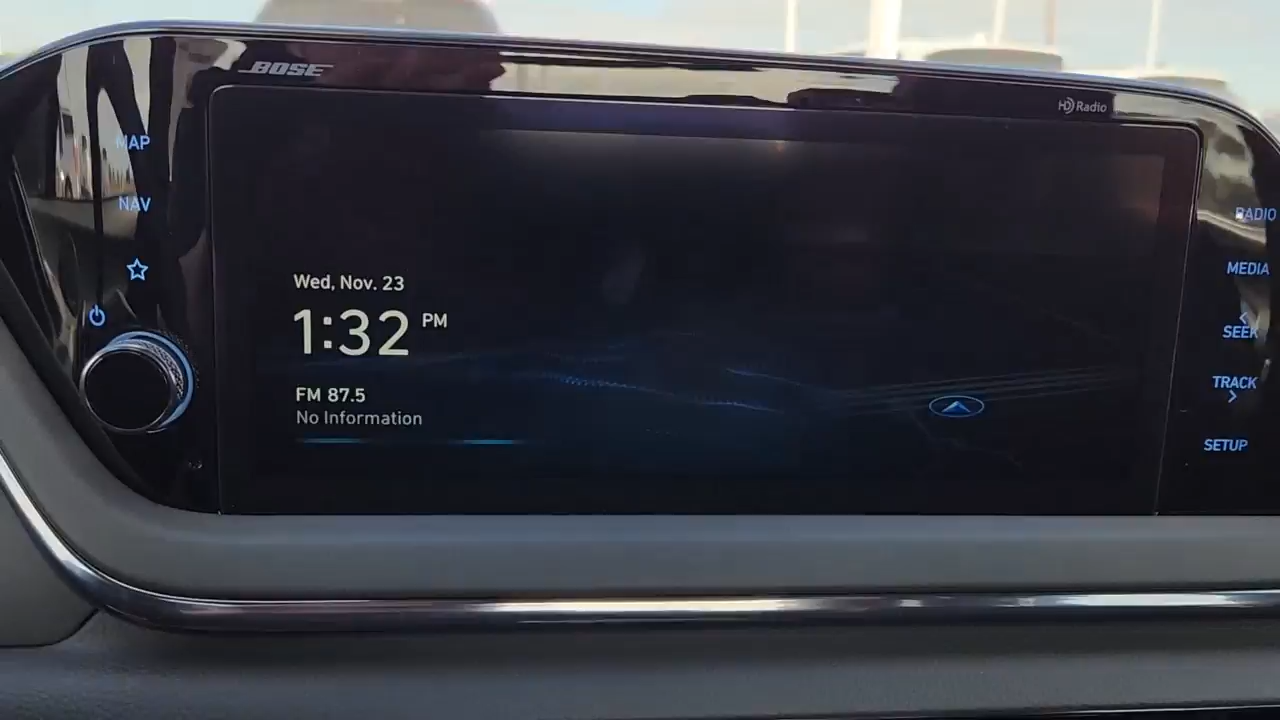 BOSE
HD Radio
MAP
NAV
Wed, Nov. 23
1:32 PM
FM 87.5
No Information
RADIO
MEDIA
<
SEEK
TRACK
>
SETUP